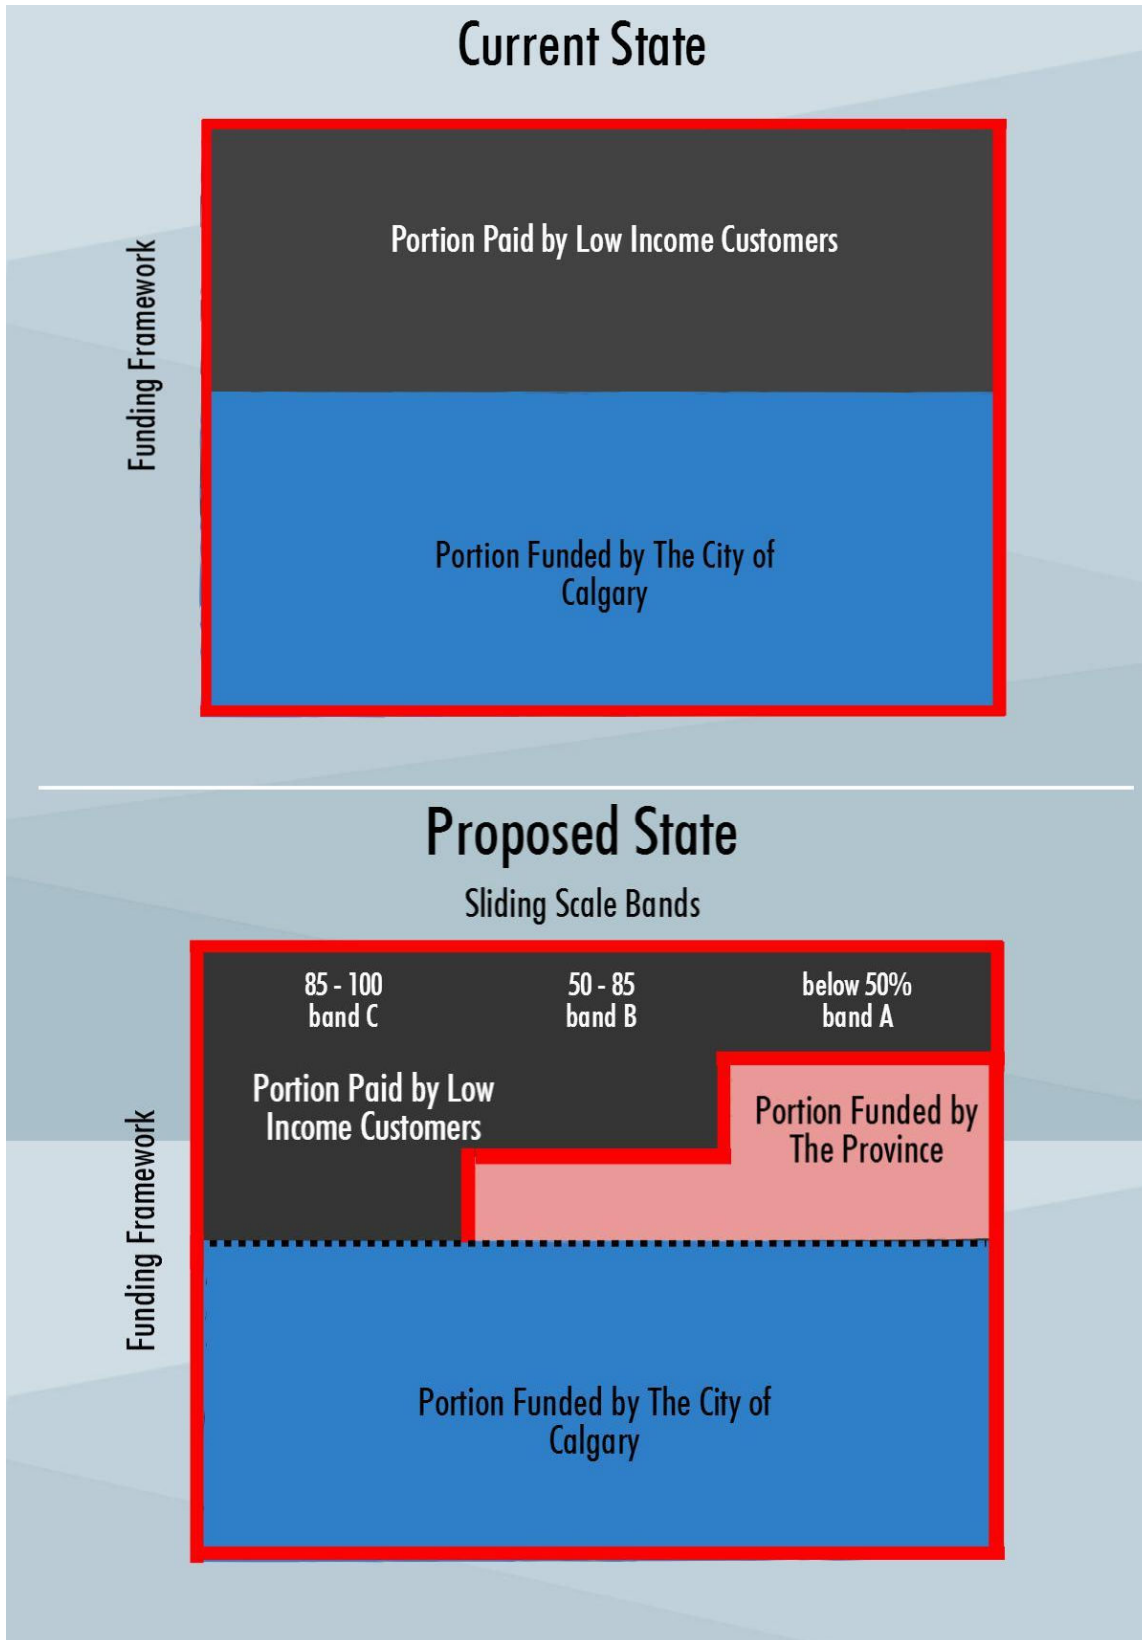 Current State
Funding Framework
Portion Paid by Low Income Customers
Portion Funded by The City of
Calgary
Proposed State
Sliding Scale Bands
Funding Framework
85 - 100
band C
50 - 85
band B
below 50%
band A
Portion Paid by Low
Income Customers
Portion Funded by
The Province
Portion Funded by The City of
Calgary